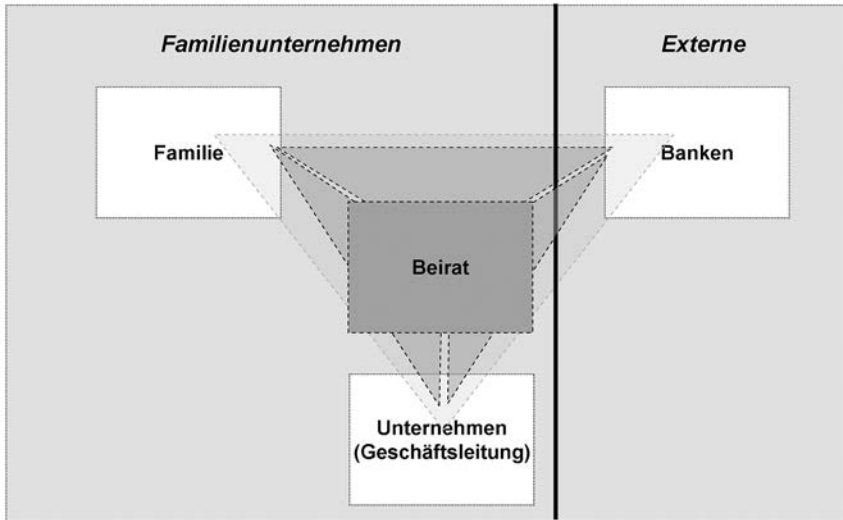 Familienunternehmen
Externe
Familie
Banken
Beirat
Unternehmen
(Geschäftsleitung)